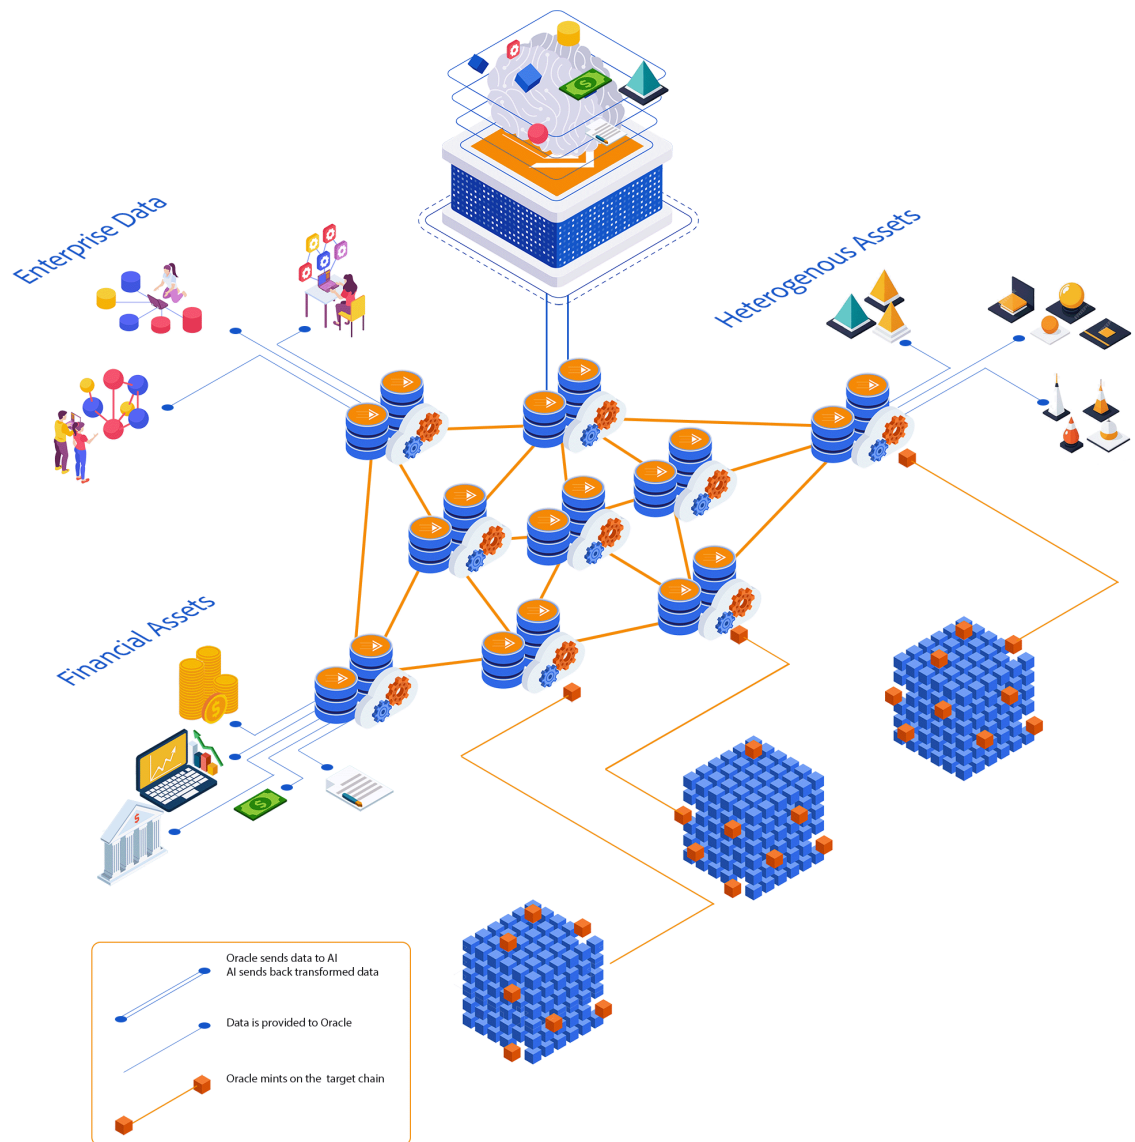 Enterprise Data
Heterogenous Assets
Financial Assets
Oracle sends data to AI
AI sends back transformed data
Data is provided to Oracle
Oracle mints on the target chain